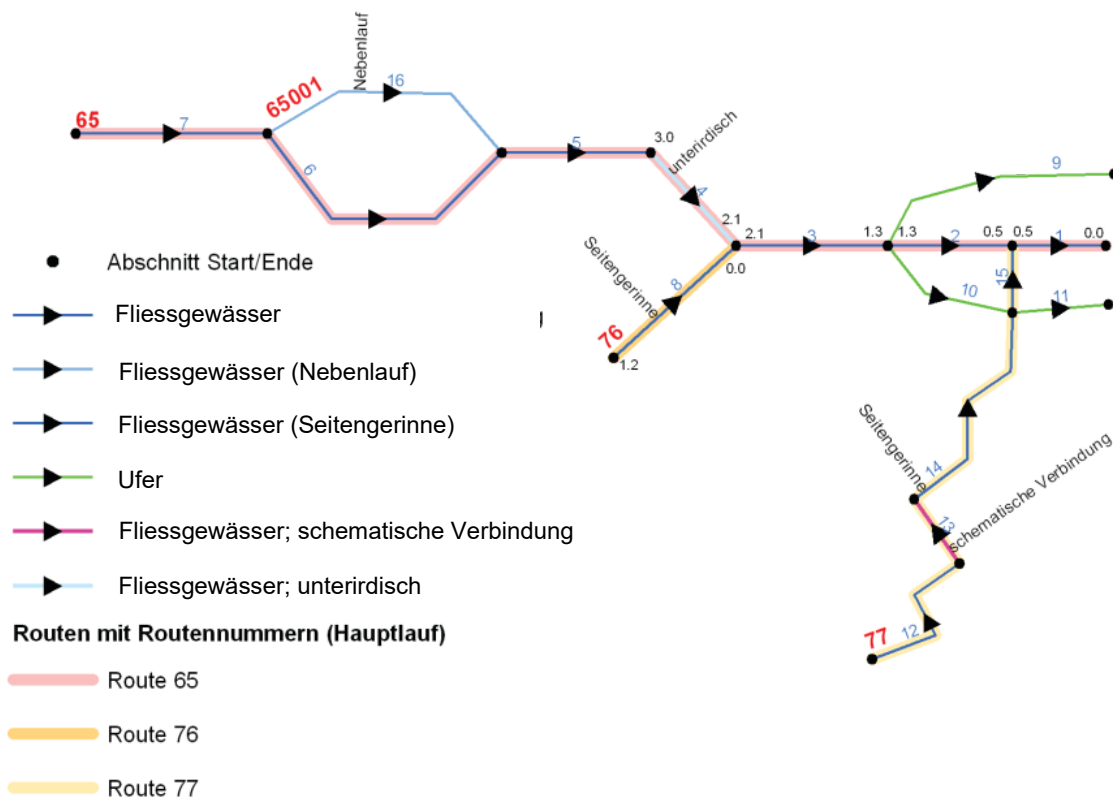 Nebenlauf
16
65001
65
7
6
5
3.0
unterirdisch
4
2.1
2.1
3
0.0
Seitengerinne
8
76
1.2
9
1.3
1.3
2
0.5
0.5
1
0.0
10
15
11
Seitengerinne
14
schematische Verbindung
13
77
12
Abschnitt Start/Ende
Fliessgewässer
Fliessgewässer (Nebenlauf)
Fliessgewässer (Seitengerinne)
Ufer
Fliessgewässer; schematische Verbindung
Fliessgewässer; unterirdisch
Routen mit Routennummern (Hauptlauf)
Route 65
Route 76
Route 77